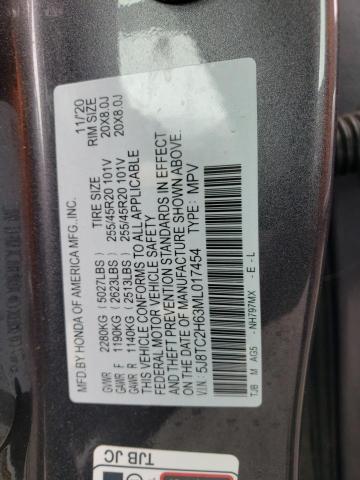 MFD.BY HONDA OF AMERICA MFG.,INC. 11/'20
GVWR 2280KG (5027LBS) TIRE SIZE RIM SIZE
GAWR F 1190KG (2623LBS) 255/45R20 101V 20X8.0J
GAWR R 1140KG (2513LBS) 255/45R20 101V 20X8.0J
THIS VEHICLE CONFORMS TO ALL APPLICABLE
FEDERAL MOTOR VEHICLE SAFETY
AND THEFT PREVENTION STANDARDS IN EFFECT
ON THE DATE OF MANUFACTURE SHOWN ABOVE.
V.I.N.: 5J8TC2H63ML017454 TYPE: MPV
TJB M AG5 -NH797MX -E-L
TJB JC